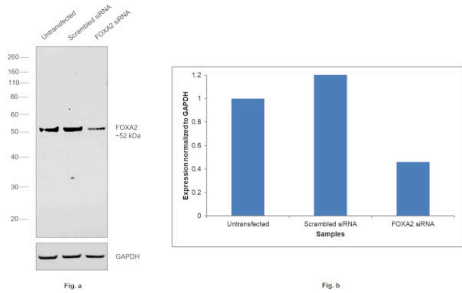 Untransfected
Scrambled siRNA
FOXA2 siRNA
260
160
110
80
60
50
40
30
20
FOXA2
~52 kDa
GAPDH
Fig. a
Expression normalized to GAPDH
1.2
1
0.8
0.6
0.4
0.2
0
Untransfected Scrambled siRNA FOXA2 siRNA
Samples
Fig. b